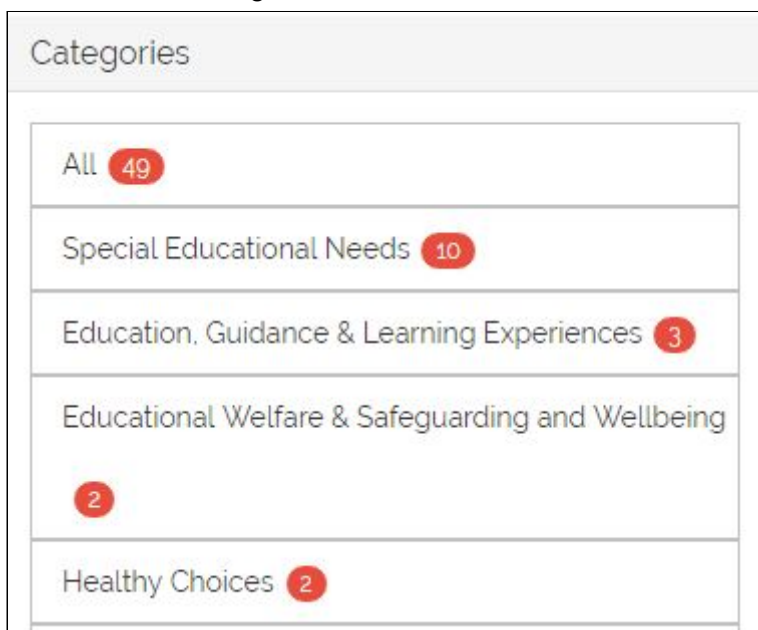 Categories
All 49
Special Educational Needs 10
Education, Guidance & Learning Experiences 3
Educational Welfare & Safeguarding and Wellbeing
2
Healthy Choices 2